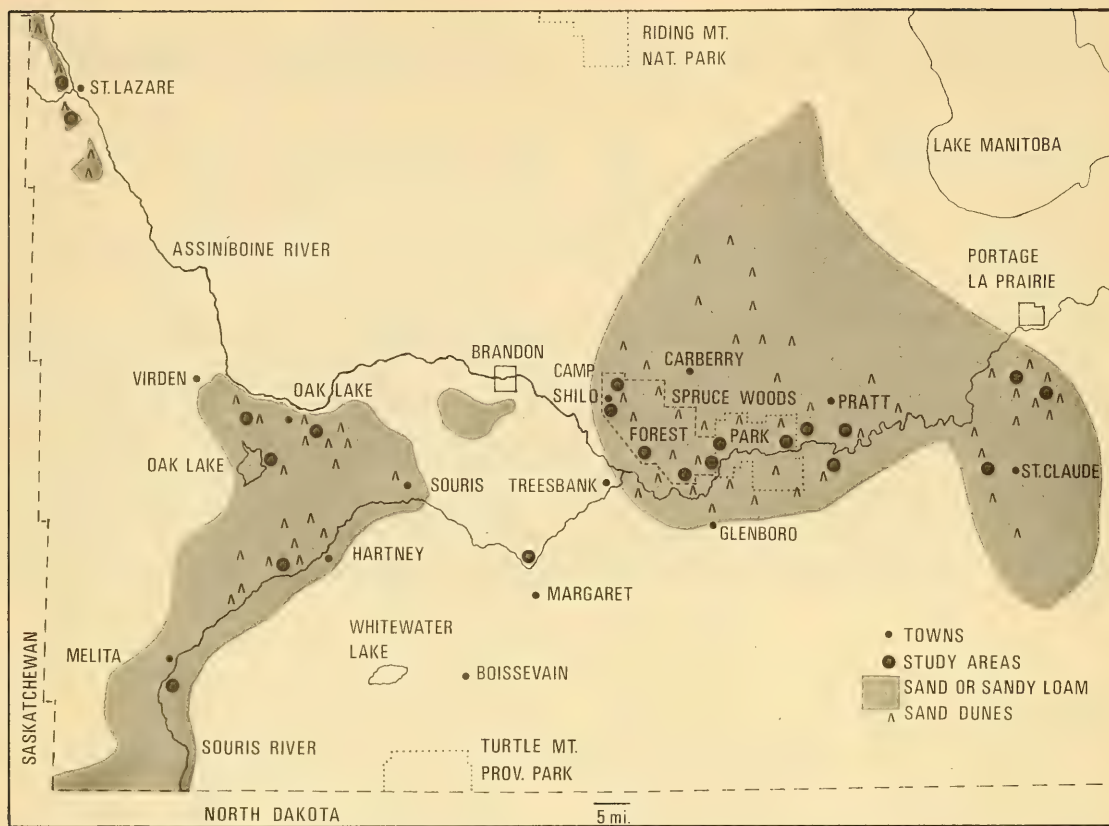 RIDING MT.
NAT. PARK
ST. LAZARE
LAKE MANITOBA
ASSINIBOINE RIVER
PORTAGE
LA PRAIRIE
BRANDON
CAMP
SHILO
CARBERRY
VIRDEN
OAK LAKE
SPRUCE WOODS
PRATT
FOREST
PARK
OAK LAKE
SOURIS
TREESBANK
ST. CLAUDE
GLENBORO
HARTNEY
MARGARET
WHITEWATER
LAKE
MELITA
BOISSEVAIN
TOWNS
STUDY AREAS
SAND OR SANDY LOAM
SAND DUNES
SASKATCHEWAN
SOURIS RIVER
TURTLE MT.
PROV. PARK
NORTH DAKOTA
5 mi.